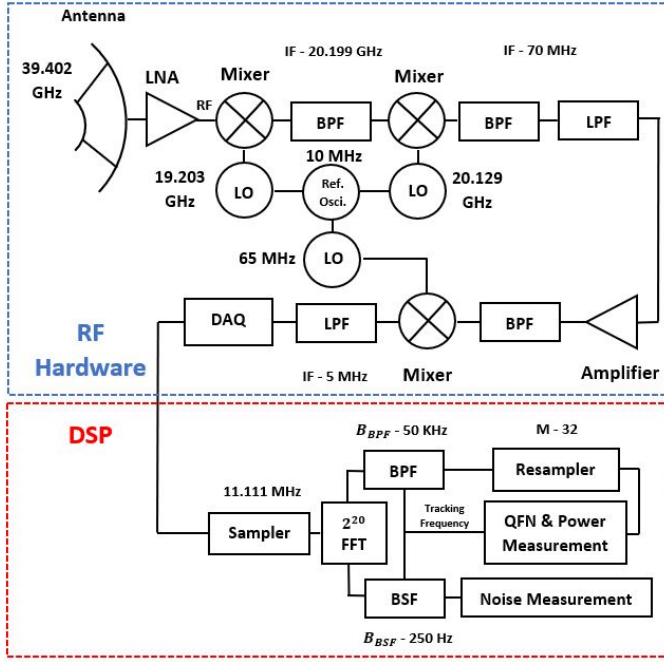 Antenna
39.402
GHz
LNA
RF
Mixer
IF - 20.199 GHz
Mixer
IF - 70 MHz
BPF
BPF
LPF
19.203
GHz
LO
10 MHz
Ref.
Osci.
LO
20.129
GHz
65 MHz
LO
DAQ
LPF
BPF
RF
Hardware
IF - 5 MHz
Mixer
Amplifier
DSP
B_BPF - 50 KHz
M - 32
BPF
Resampler
11.111 MHz
Sampler
2^20
FFT
Tracking
Frequency
QFN & Power
Measurement
BSF
Noise Measurement
B_BSF - 250 Hz